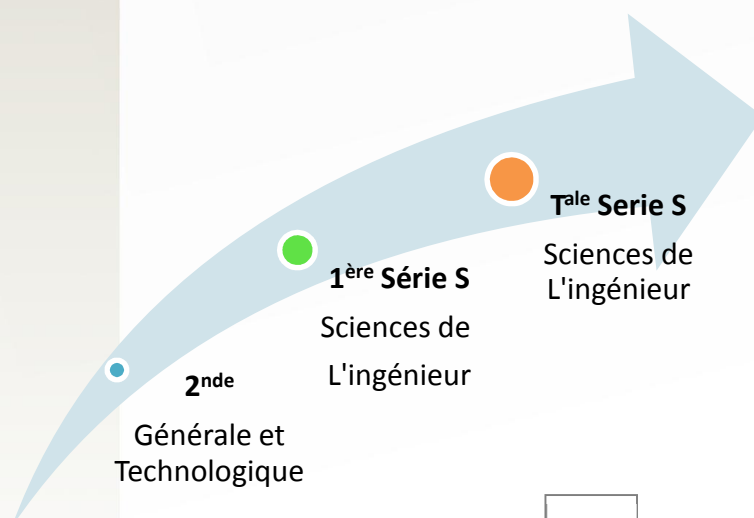 2nde
Générale et
Technologique
1ère Série S
Sciences de
L'ingénieur
Tale Serie S
Sciences de
L'ingénieur